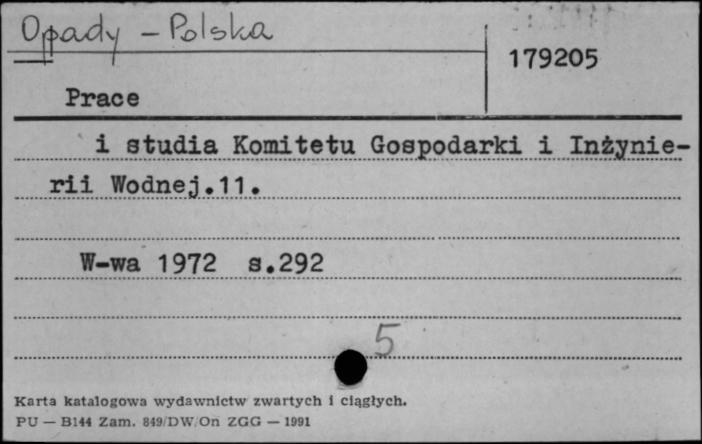 Opady - Polska
179205
Prace
i studia Komitetu Gospodarki i Inżynie-
rii Wodnej.11.
W-wa 1972 s.292
5
Karta katalogowa wydawnictw zwartych i ciągłych.
PU — B144 Zam. 849/DW/On ZGG — 1991